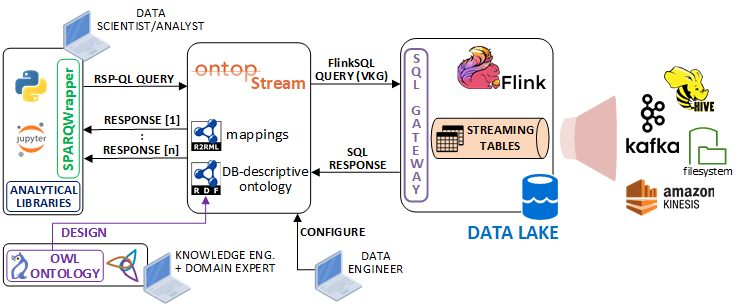 DATA
SCIENTIST/ANALYST
SPARQWrapper
jupyter
ANALYTICAL
LIBRARIES
RSP-QL QUERY
RESPONSE [1]
:
RESPONSE [n]
ontop
Stream
R2RML
mappings
RDF
DB-descriptive
ontology
FlinkSQL
QUERY (VKG)
SQL
RESPONSE
SQL GATEWAY
Flink
STREAMING
TABLES
DATA LAKE
HIVE
kafka
filesystem
amazon
KINESIS
DESIGN
OWL
ONTOLOGY
KNOWLEDGE ENG.
+ DOMAIN EXPERT
CONFIGURE
DATA
ENGINEER